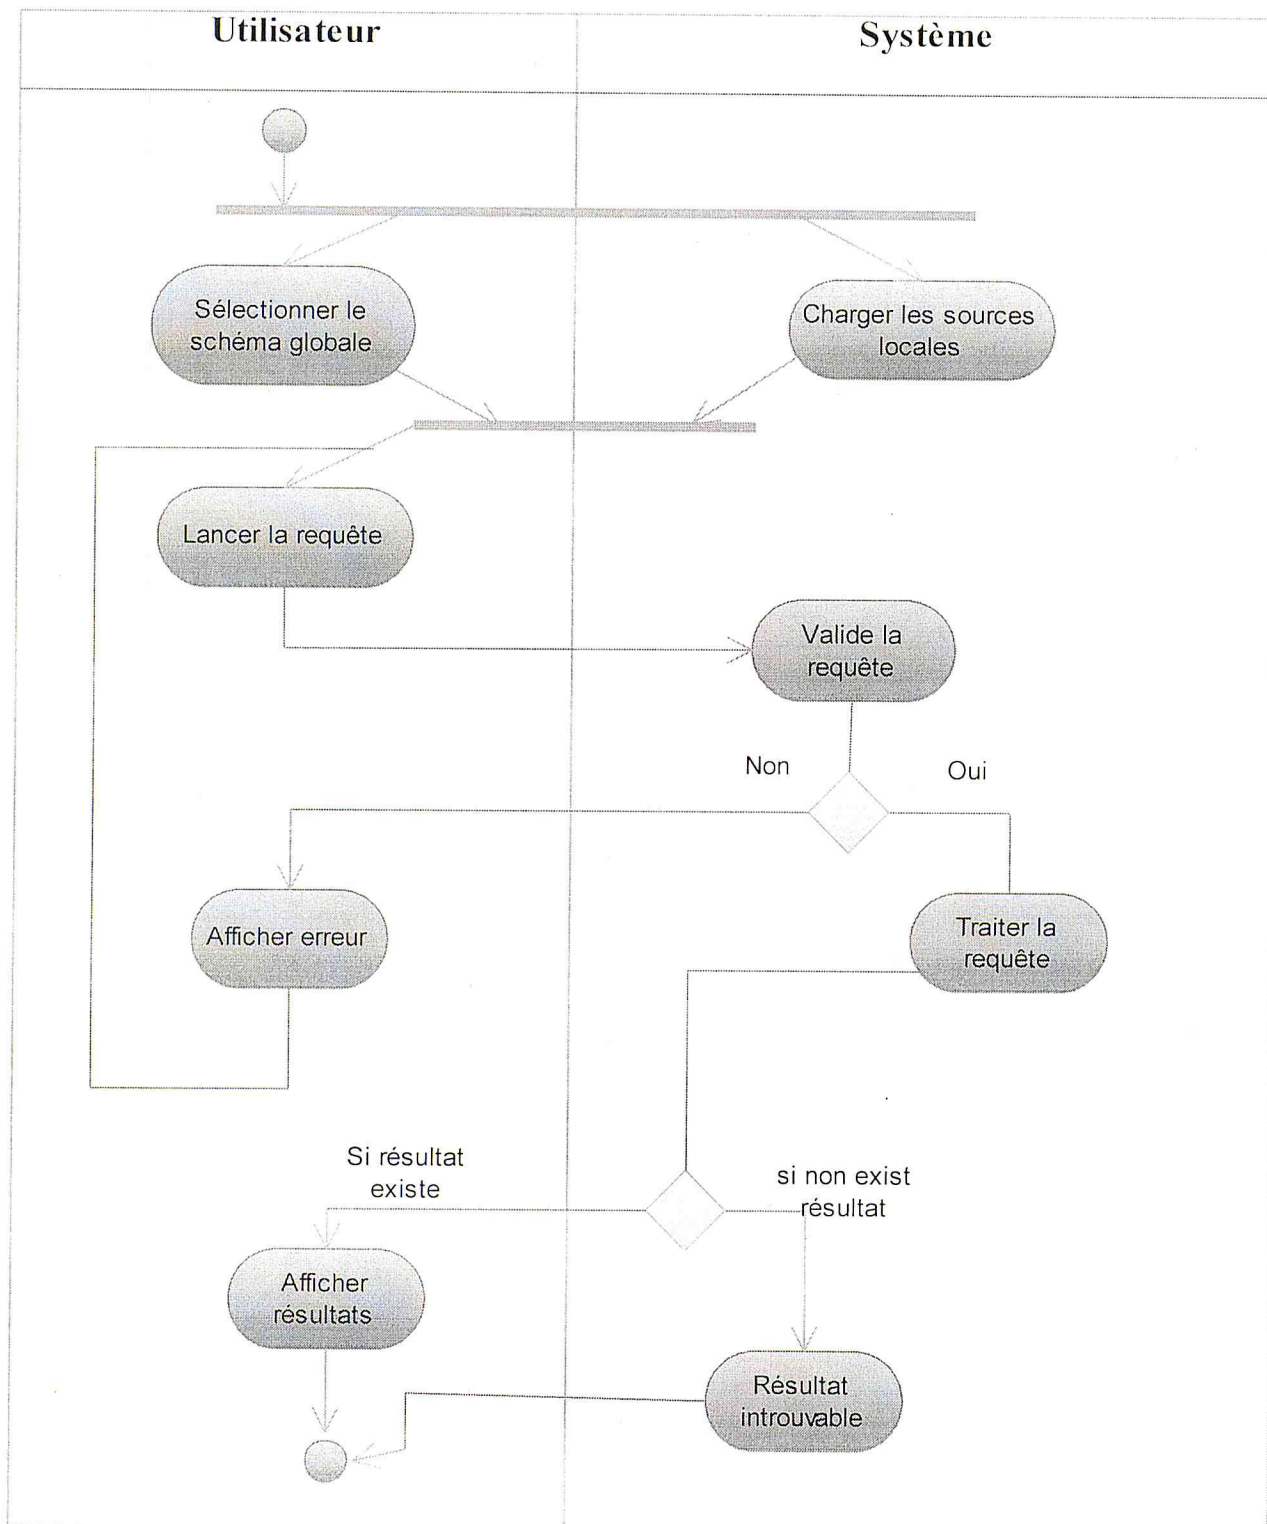 Utilisateur
Système
Sélectionner le
schéma globale
Charger les sources
locales
Lancer la requête
Valide la
requête
Non
Oui
Afficher erreur
Traiter la
requête
Si résultat
existe
si non exist
résultat
Afficher
résultats
Résultat
introuvable